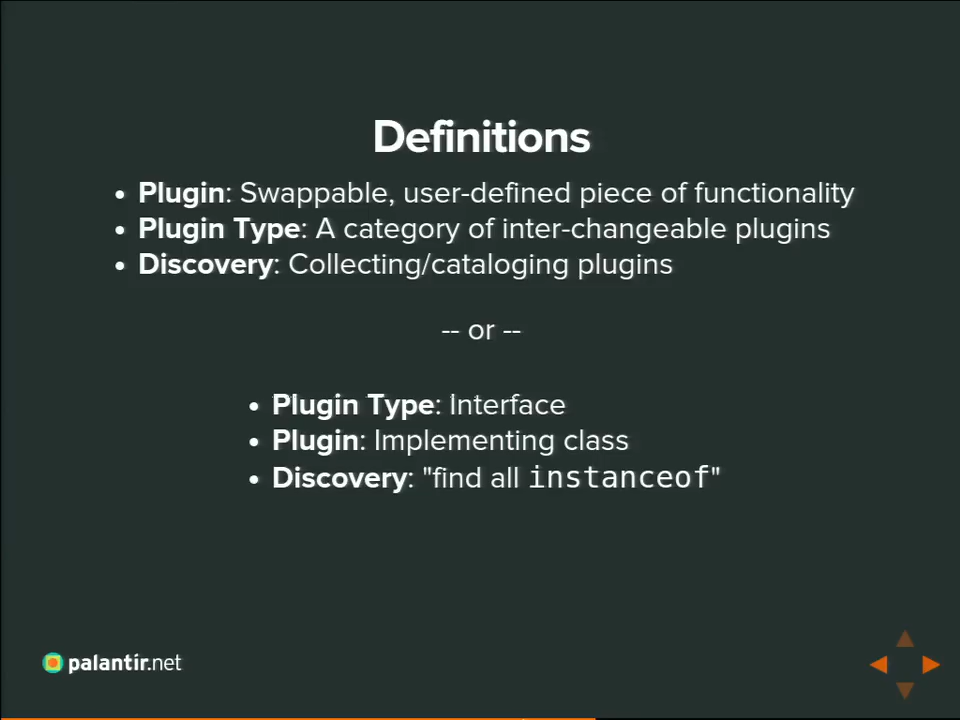 Definitions
• Plugin: Swappable, user-defined piece of functionality
• Plugin Type: A category of inter-changeable plugins
• Discovery: Collecting/cataloging plugins
-- or --
• Plugin Type: Interface
• Plugin: Implementing class
• Discovery: "find all instanceof"
palantir.net